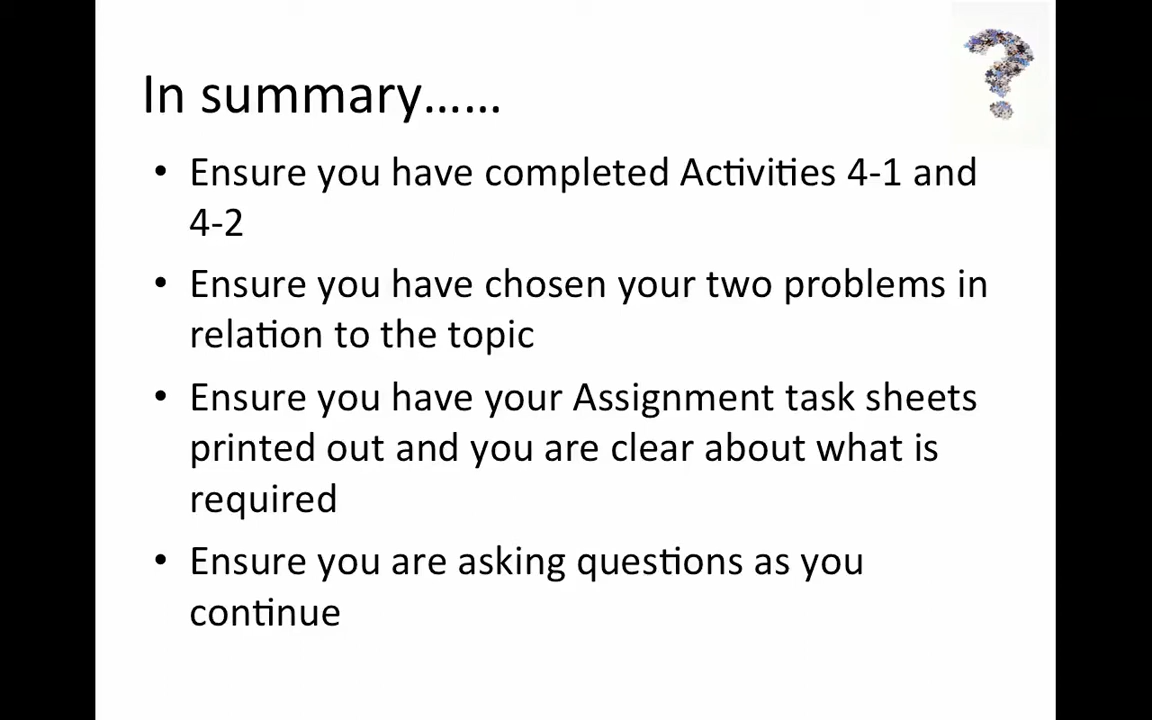 In summary……
• Ensure you have completed Activities 4-1 and
4-2
• Ensure you have chosen your two problems in
relation to the topic
• Ensure you have your Assignment task sheets
printed out and you are clear about what is
required
• Ensure you are asking questions as you
continue